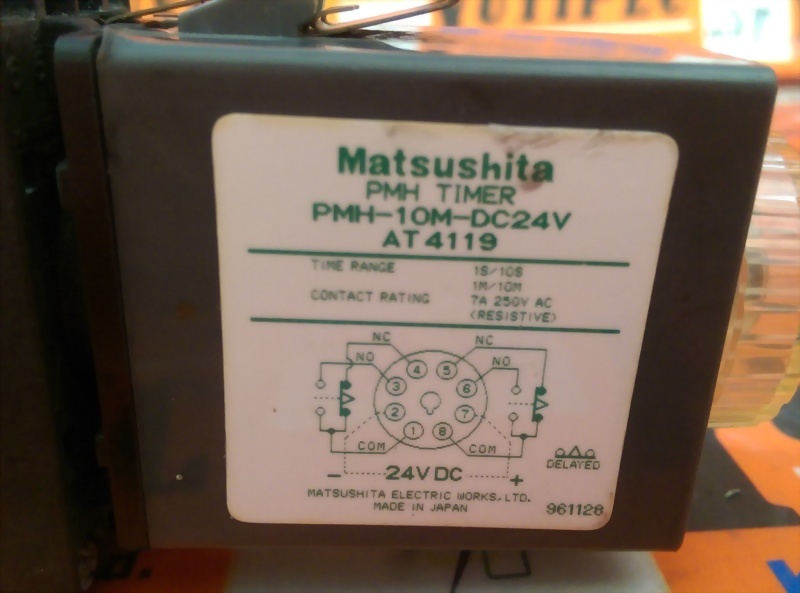 Matsushita
PMH TIMER
PMH-10M-DC24V
AT4119
TIME RANGE 1S/10S
1M/10M
CONTACT RATING 7A 250V AC
(RESISTIVE)
NC NC
NO NO
4 5
3 6
2 7
1 8
COM COM
- 24V DC +
DELAYED
MATSUSHITA ELECTRIC WORKS, LTD.
MADE IN JAPAN
961128